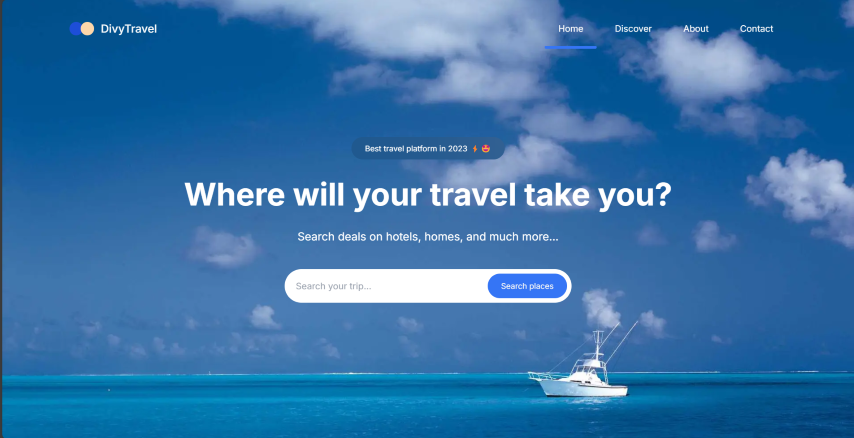 DivyTravel
Home Discover About Contact
Best travel platform in 2023 ⚡ 🤩
Where will your travel take you?
Search deals on hotels, homes, and much more...
Search your trip... Search places